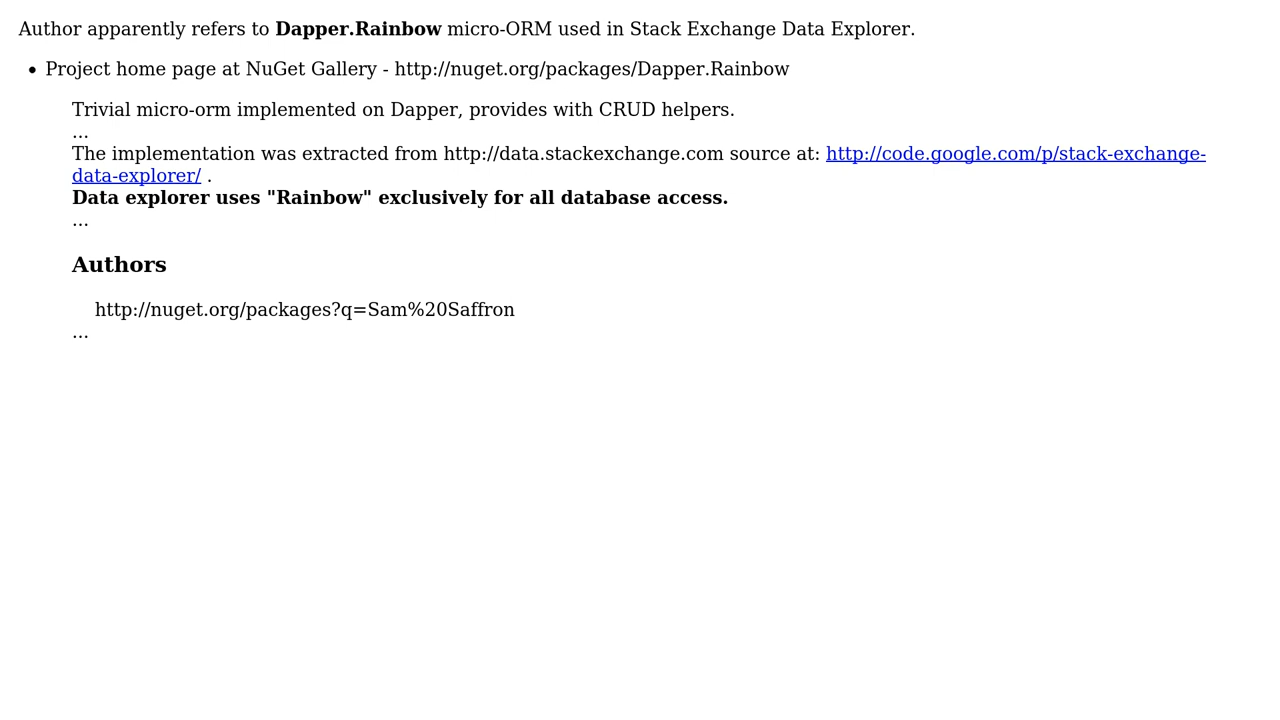 Author apparently refers to Dapper.Rainbow micro-ORM used in Stack Exchange Data Explorer.
• Project home page at NuGet Gallery - http://nuget.org/packages/Dapper.Rainbow
Trivial micro-orm implemented on Dapper, provides with CRUD helpers.
...
The implementation was extracted from http://data.stackexchange.com source at: http://code.google.com/p/stack-exchange-
data-explorer/ .
Data explorer uses "Rainbow" exclusively for all database access.
...
Authors
http://nuget.org/packages?q=Sam%20Saffron
...